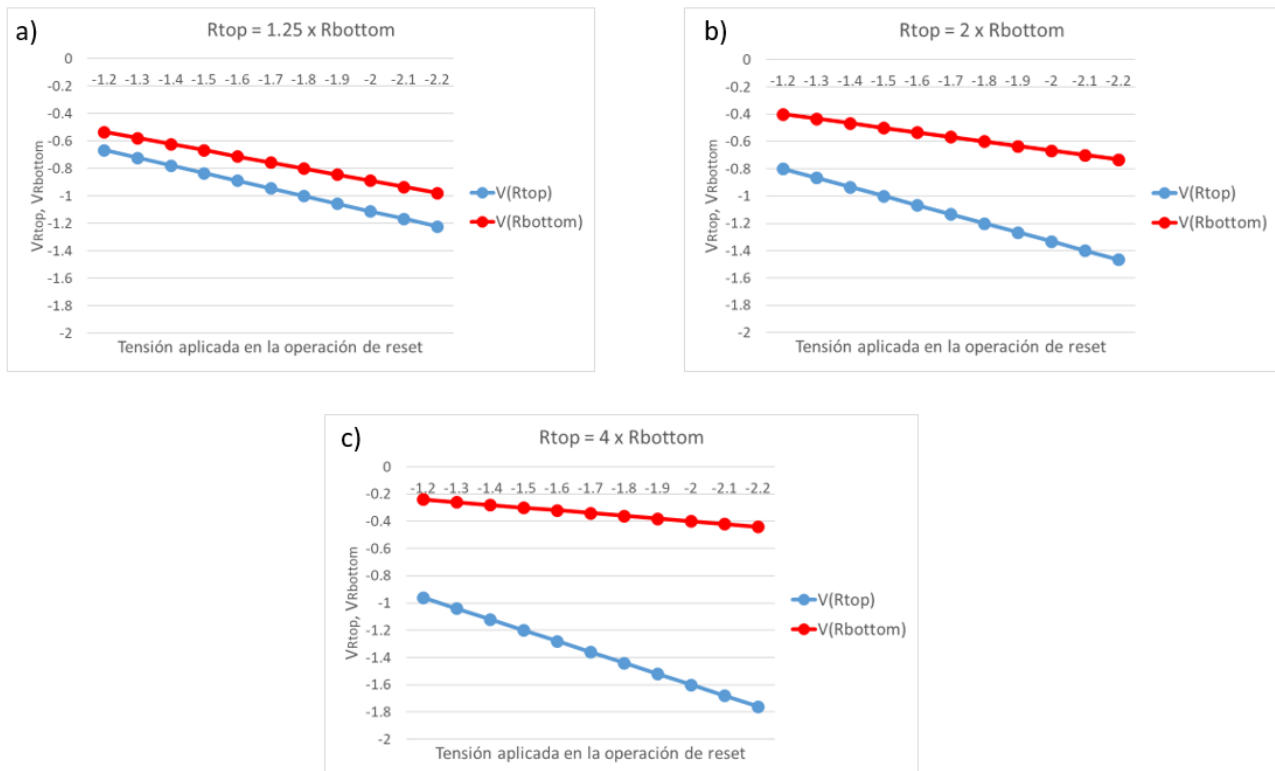 a)
Rtop = 1.25 x Rbottom
0
-1.2 -1.3 -1.4 -1.5 -1.6 -1.7 -1.8 -1.9 -2 -2.1 -2.2
-0.2
-0.4
-0.6
-0.8
-1
-1.2
-1.4
-1.6
-1.8
-2
VRtop, VRbottom
V(Rtop)
V(Rbottom)
Tensión aplicada en la operación de reset
b)
Rtop = 2 x Rbottom
0
-1.2 -1.3 -1.4 -1.5 -1.6 -1.7 -1.8 -1.9 -2 -2.1 -2.2
-0.2
-0.4
-0.6
-0.8
-1
-1.2
-1.4
-1.6
-1.8
-2
VRtop, VRbottom
V(Rtop)
V(Rbottom)
Tensión aplicada en la operación de reset
c)
Rtop = 4 x Rbottom
0
-1.2 -1.3 -1.4 -1.5 -1.6 -1.7 -1.8 -1.9 -2 -2.1 -2.2
-0.2
-0.4
-0.6
-0.8
-1
-1.2
-1.4
-1.6
-1.8
-2
VRtop, VRbottom
V(Rtop)
V(Rbottom)
Tensión aplicada en la operación de reset